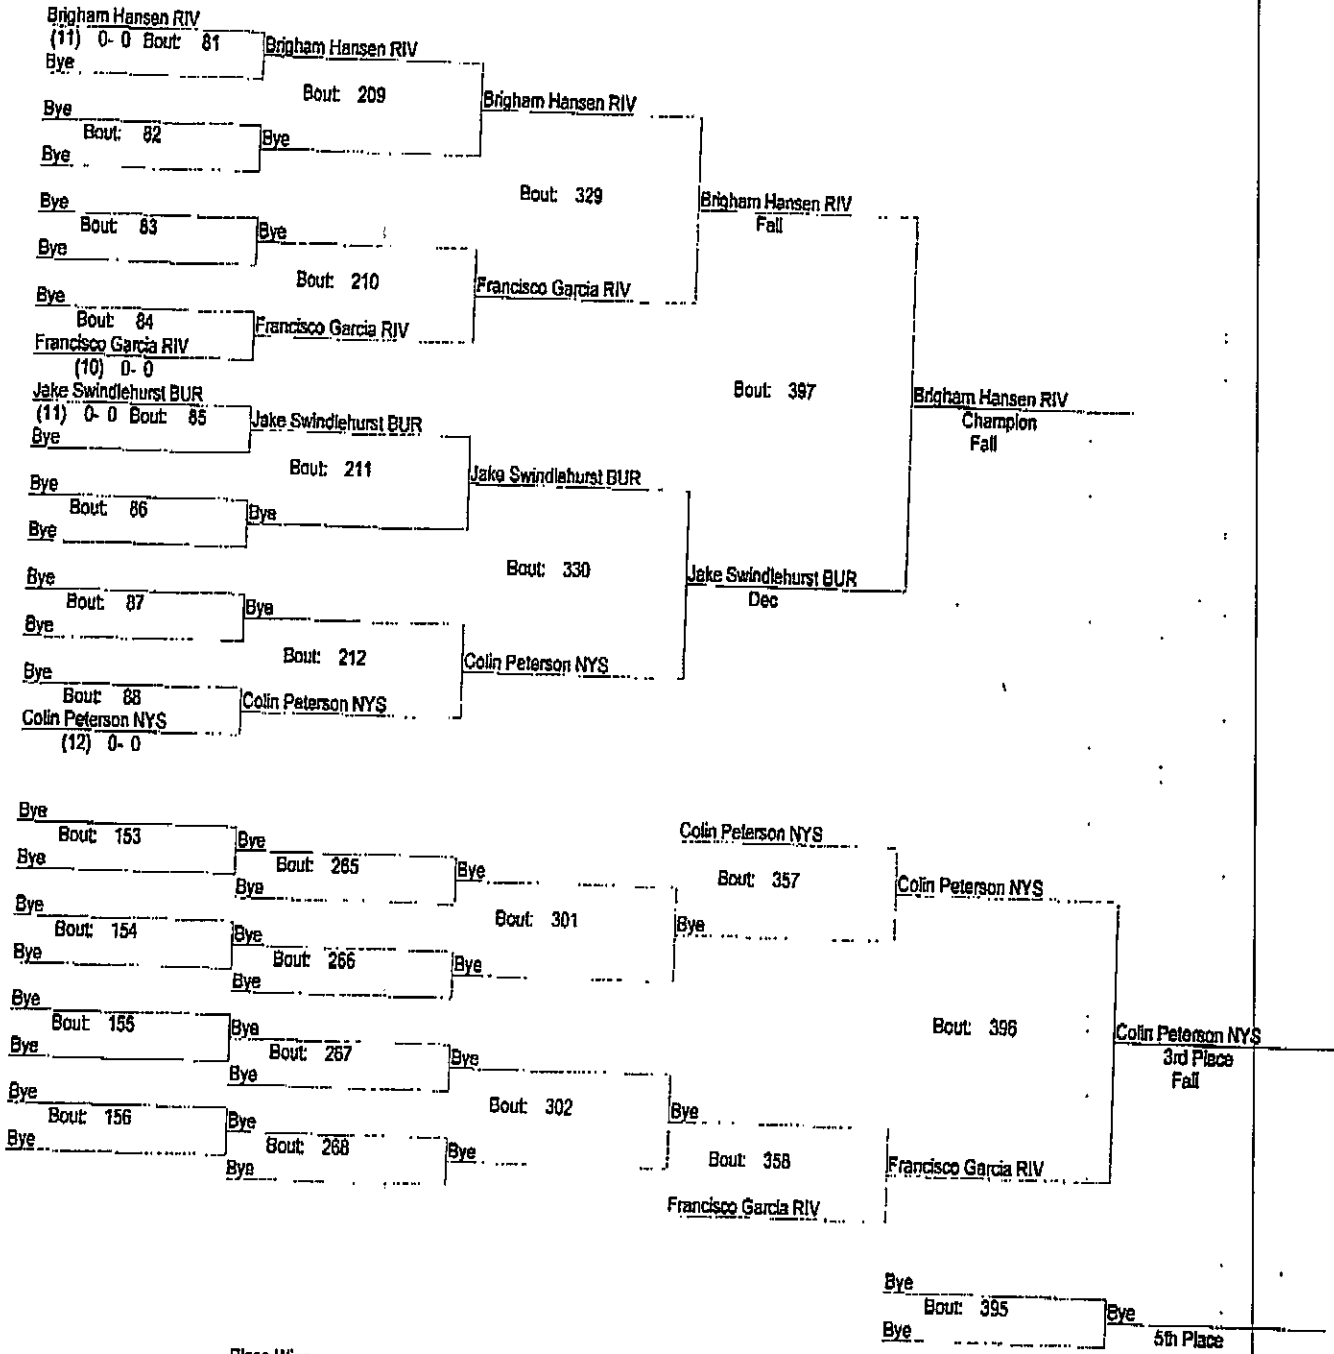 Brigham Hansen RIV
(11) 0- 0 Bout: 81
Bye
Brigham Hansen RIV
Bout: 209
Bye
Bout: 82
Bye
Bye
Brigham Hansen RIV
Bout: 329
Bye
Bout: 83
Bye
Bye
Bout: 210
Bye
Bout: 84
Francisco Garcia RIV
(10) 0- 0
Francisco Garcia RIV
Francisco Garcia RIV
Brigham Hansen RIV
Fall
Bout: 397
Jake Swindlehurst BUR
(11) 0- 0 Bout: 85
Bye
Jake Swindlehurst BUR
Bout: 211
Bye
Bout: 86
Bye
Bye
Jake Swindlehurst BUR
Bout: 330
Bye
Bout: 87
Bye
Bye
Bout: 212
Bye
Bout: 88
Colin Peterson NYS
(12) 0- 0
Colin Peterson NYS
Colin Peterson NYS
Jake Swindlehurst BUR
Dec
Brigham Hansen RIV
Champion
Fall
Bye
Bout: 153
Bye
Bye
Bout: 265
Bye
Bye
Bout: 301
Bye
Bout: 154
Bye
Bye
Bout: 266
Bye
Bye
Colin Peterson NYS
Bout: 357
Bye
Colin Peterson NYS
Bout: 396
Bye
Bout: 155
Bye
Bye
Bout: 267
Bye
Bye
Bout: 302
Bye
Bout: 156
Bye
Bye
Bout: 268
Bye
Bye
Bye
Bout: 358
Francisco Garcia RIV
Francisco Garcia RIV
Colin Peterson NYS
3rd Place
Fall
Bye
Bout: 395
Bye
Bye
5th Place